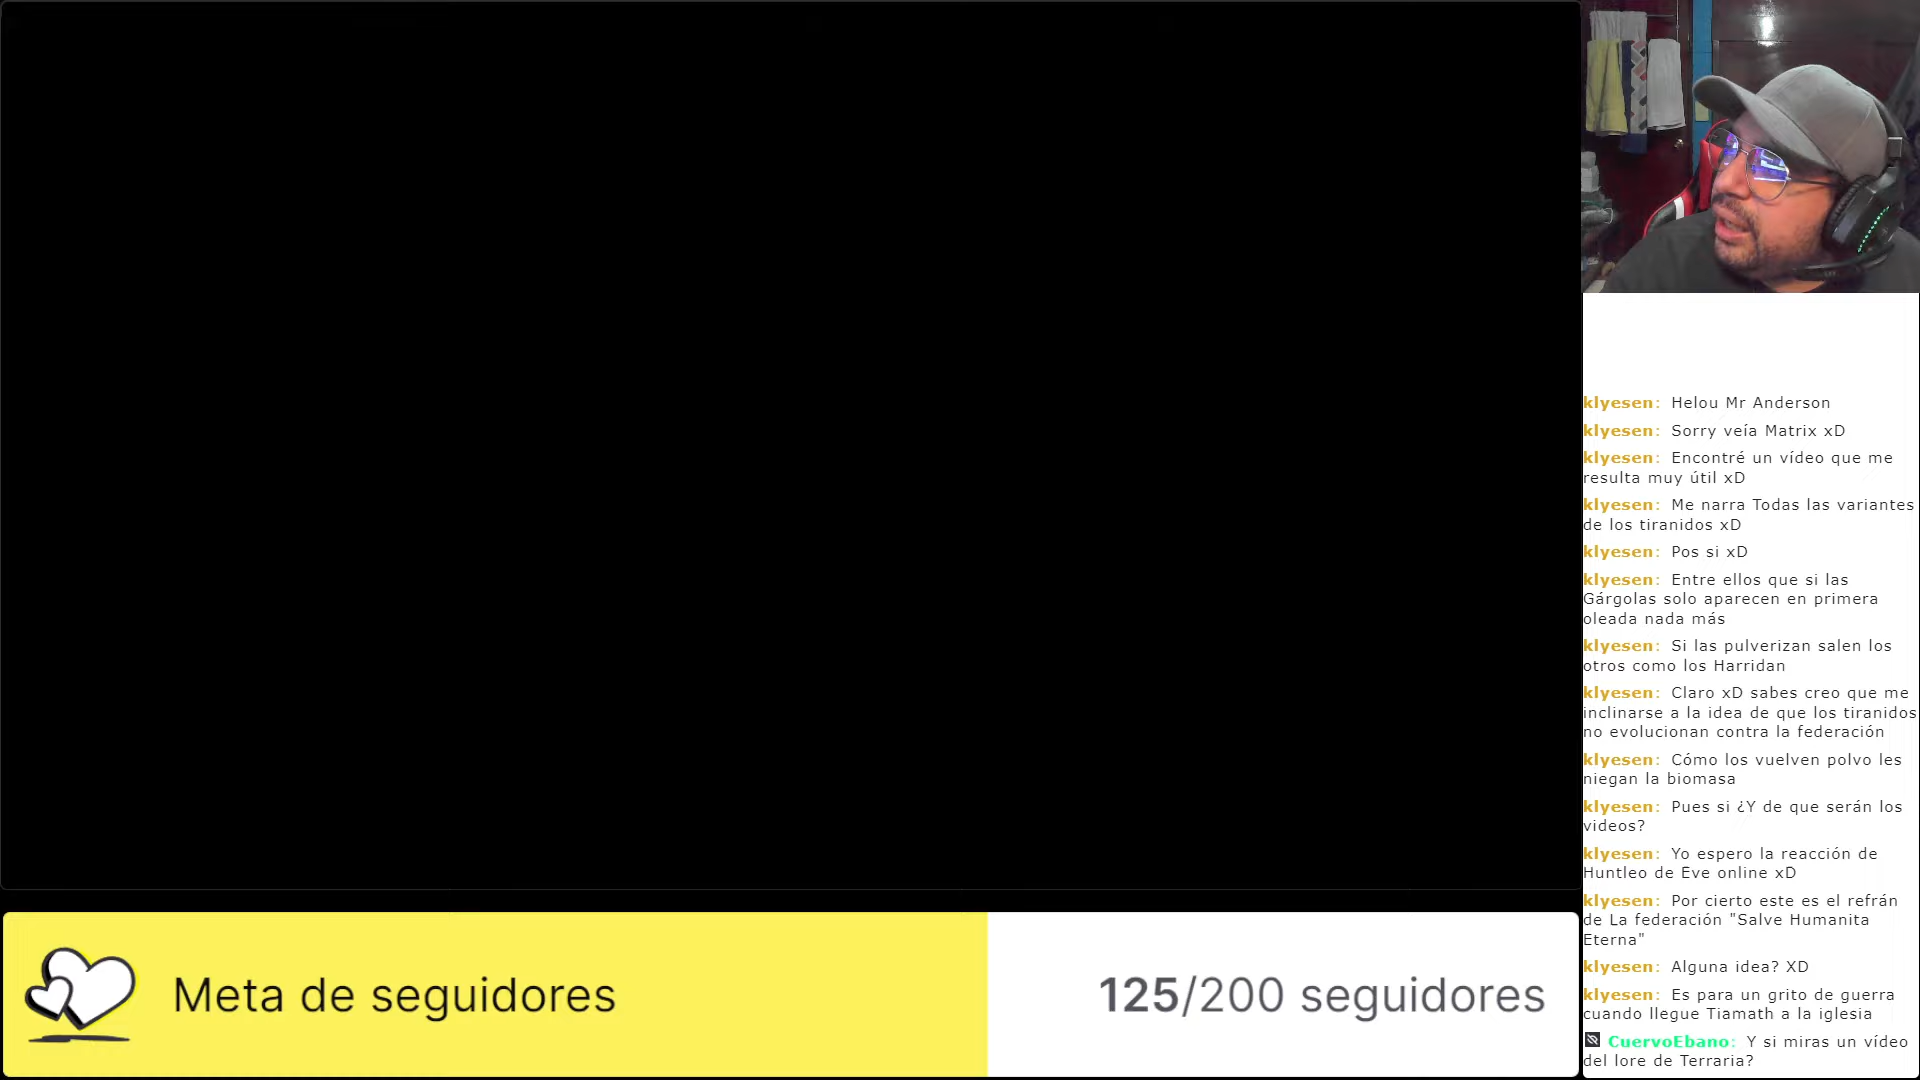 klyesen: Helou Mr Anderson
klyesen: Sorry veía Matrix xD
klyesen: Encontré un vídeo que me
resulta muy útil xD
klyesen: Me narra Todas las variantes
de los tiranidos xD
klyesen: Pos si xD
klyesen: Entre ellos que si las
Gárgolas solo aparecen en primera
oleada nada más
klyesen: Si las pulverizan salen los
otros como los Harridan
klyesen: Claro xD sabes creo que me
inclinarse a la idea de que los tiranidos
no evolucionan contra la federación
klyesen: Cómo los vuelven polvo les
niegan la biomasa
klyesen: Pues si ¿Y de que serán los
videos?
klyesen: Yo espero la reacción de
Huntleo de Eve online xD
klyesen: Por cierto este es el refrán
de La federación "Salve Humanita
Eterna"
klyesen: Alguna idea? XD
klyesen: Es para un grito de guerra
cuando llegue Tiamath a la iglesia
CuervoEbano: Y si miras un vídeo
del lore de Terraria?
Meta de seguidores
125/200 seguidores